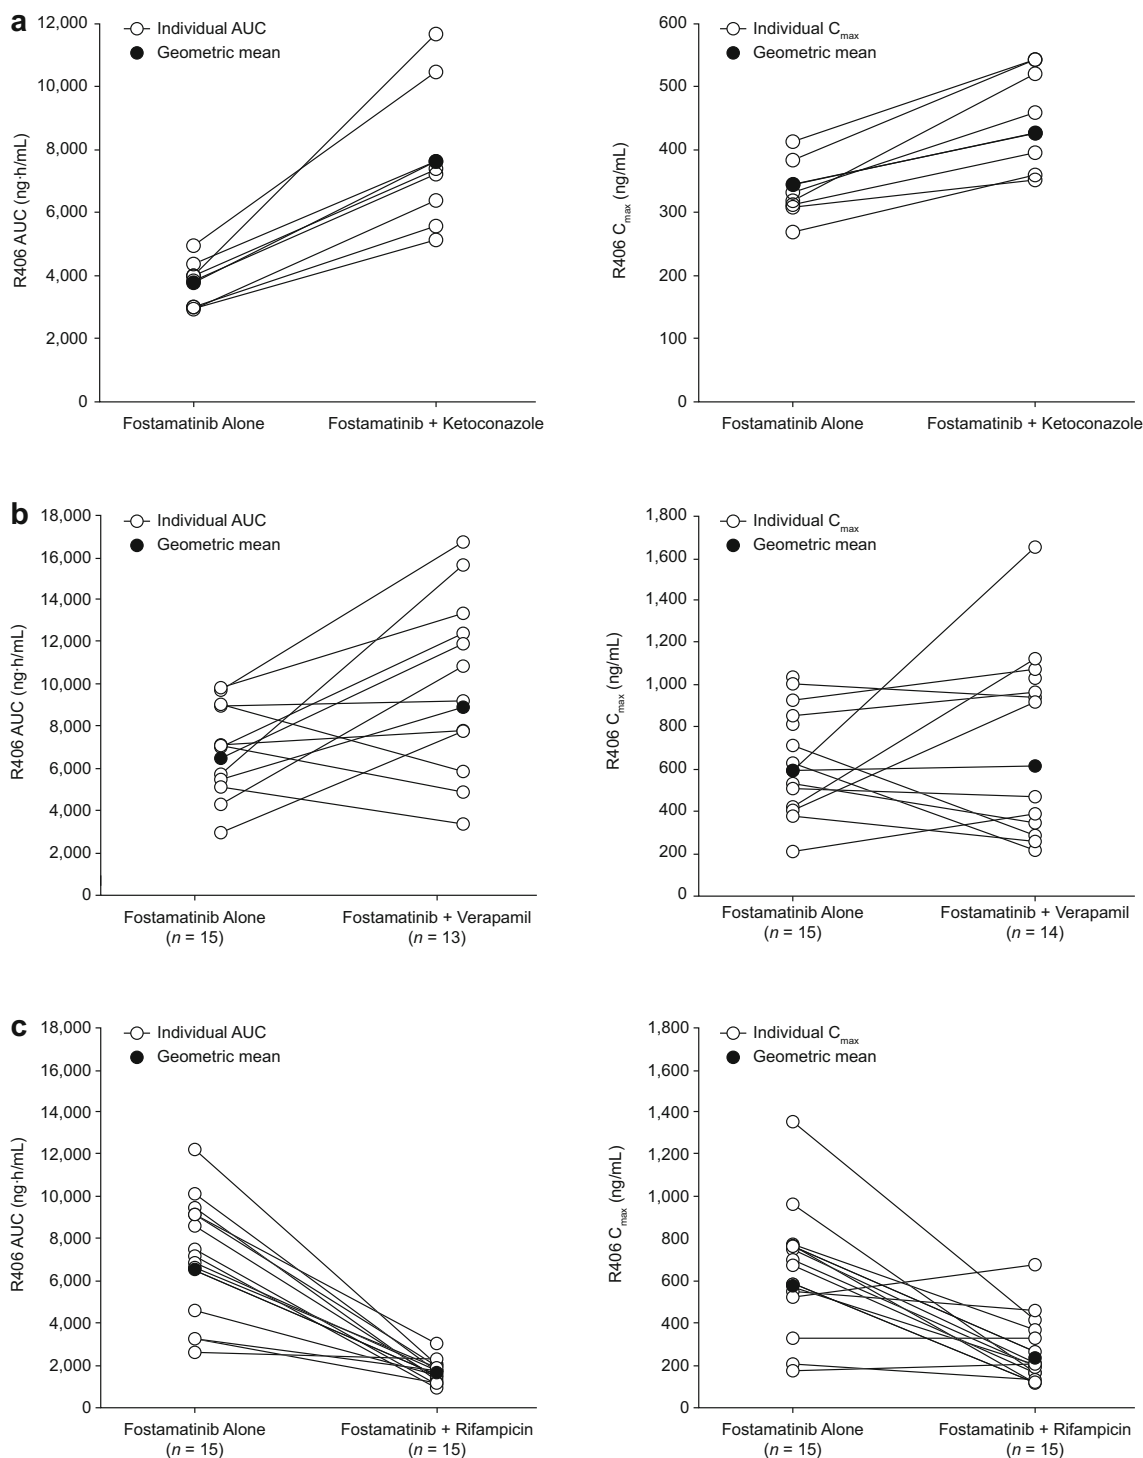 a
12,000
10,000
8,000
6,000
4,000
2,000
0
R406 AUC (ng·h/mL)
Individual AUC
Geometric mean
Fostamatinib Alone
Fostamatinib + Ketoconazole
600
500
400
300
200
100
0
R406 Cmax (ng/mL)
Individual Cmax
Geometric mean
Fostamatinib Alone
Fostamatinib + Ketoconazole
b
18,000
16,000
14,000
12,000
10,000
8,000
6,000
4,000
2,000
0
R406 AUC (ng·h/mL)
Individual AUC
Geometric mean
Fostamatinib Alone
(n = 15)
Fostamatinib + Verapamil
(n = 13)
1,800
1,600
1,400
1,200
1,000
800
600
400
200
0
R406 Cmax (ng/mL)
Individual Cmax
Geometric mean
Fostamatinib Alone
(n = 15)
Fostamatinib + Verapamil
(n = 14)
c
18,000
16,000
14,000
12,000
10,000
8,000
6,000
4,000
2,000
0
R406 AUC (ng·h/mL)
Individual AUC
Geometric mean
Fostamatinib Alone
(n = 15)
Fostamatinib + Rifampicin
(n = 15)
1,800
1,600
1,400
1,200
1,000
800
600
400
200
0
R406 Cmax (ng/mL)
Individual Cmax
Geometric mean
Fostamatinib Alone
(n = 15)
Fostamatinib + Rifampicin
(n = 15)